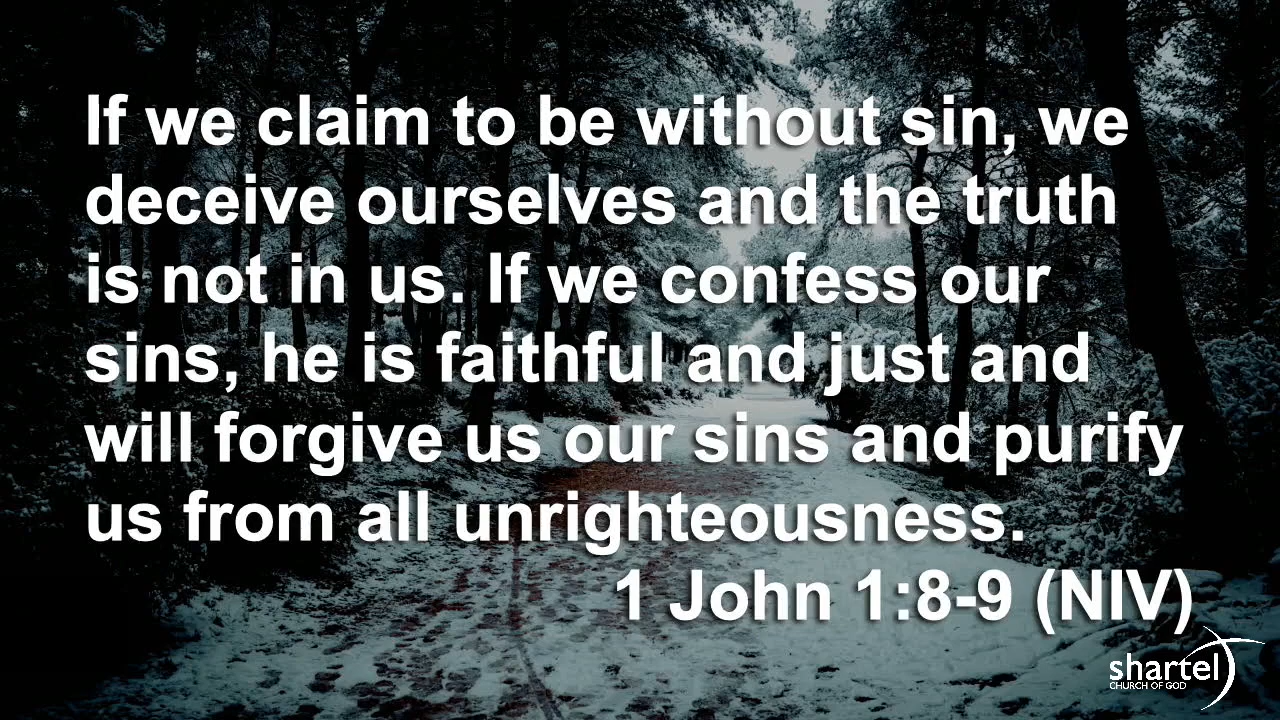 If we claim to be without sin, we
deceive ourselves and the truth
is not in us. If we confess our
sins, he is faithful and just and
will forgive us our sins and purify
us from all unrighteousness.
1 John 1:8-9 (NIV)
shartel
CHURCH OF GOD